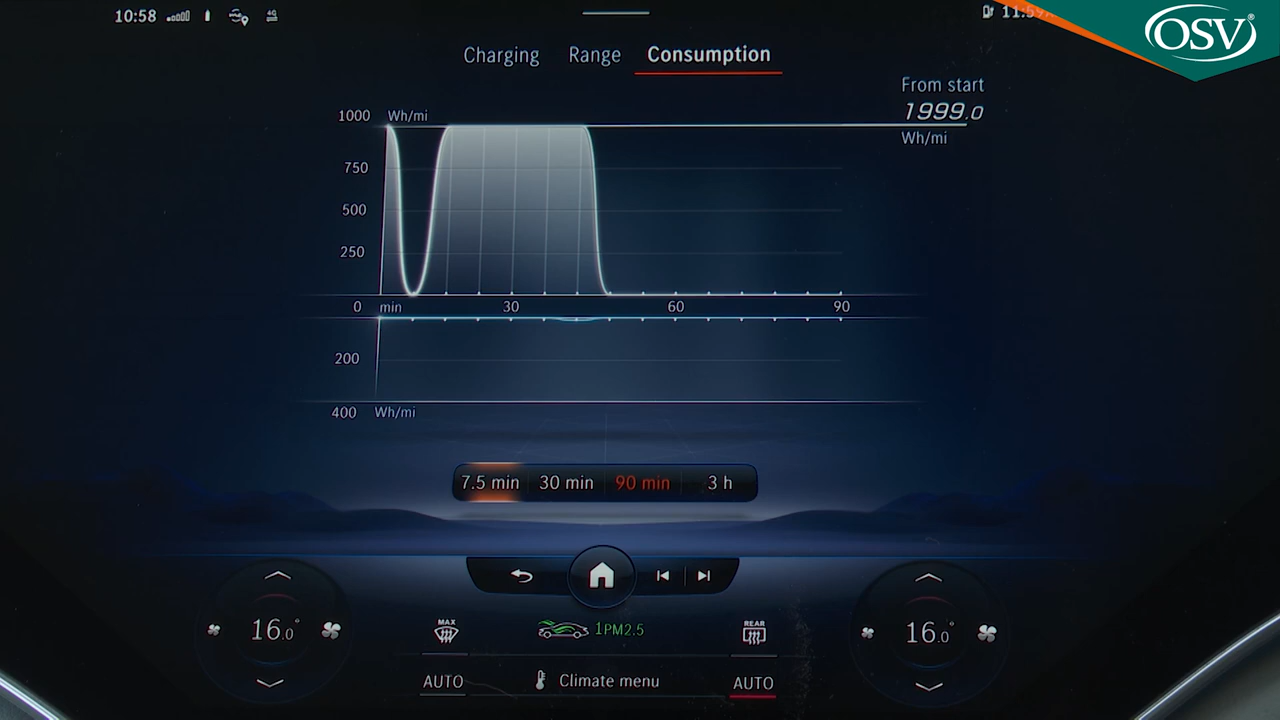 10:58
4G
OSV®
Charging Range Consumption
From start
1999.0
Wh/mi
1000 Wh/mi
750
500
250
0 min 30 60 90
200
400 Wh/mi
7.5 min 30 min 90 min 3 h
16.0° 16.0°
MAX REAR
1PM2.5
AUTO Climate menu AUTO